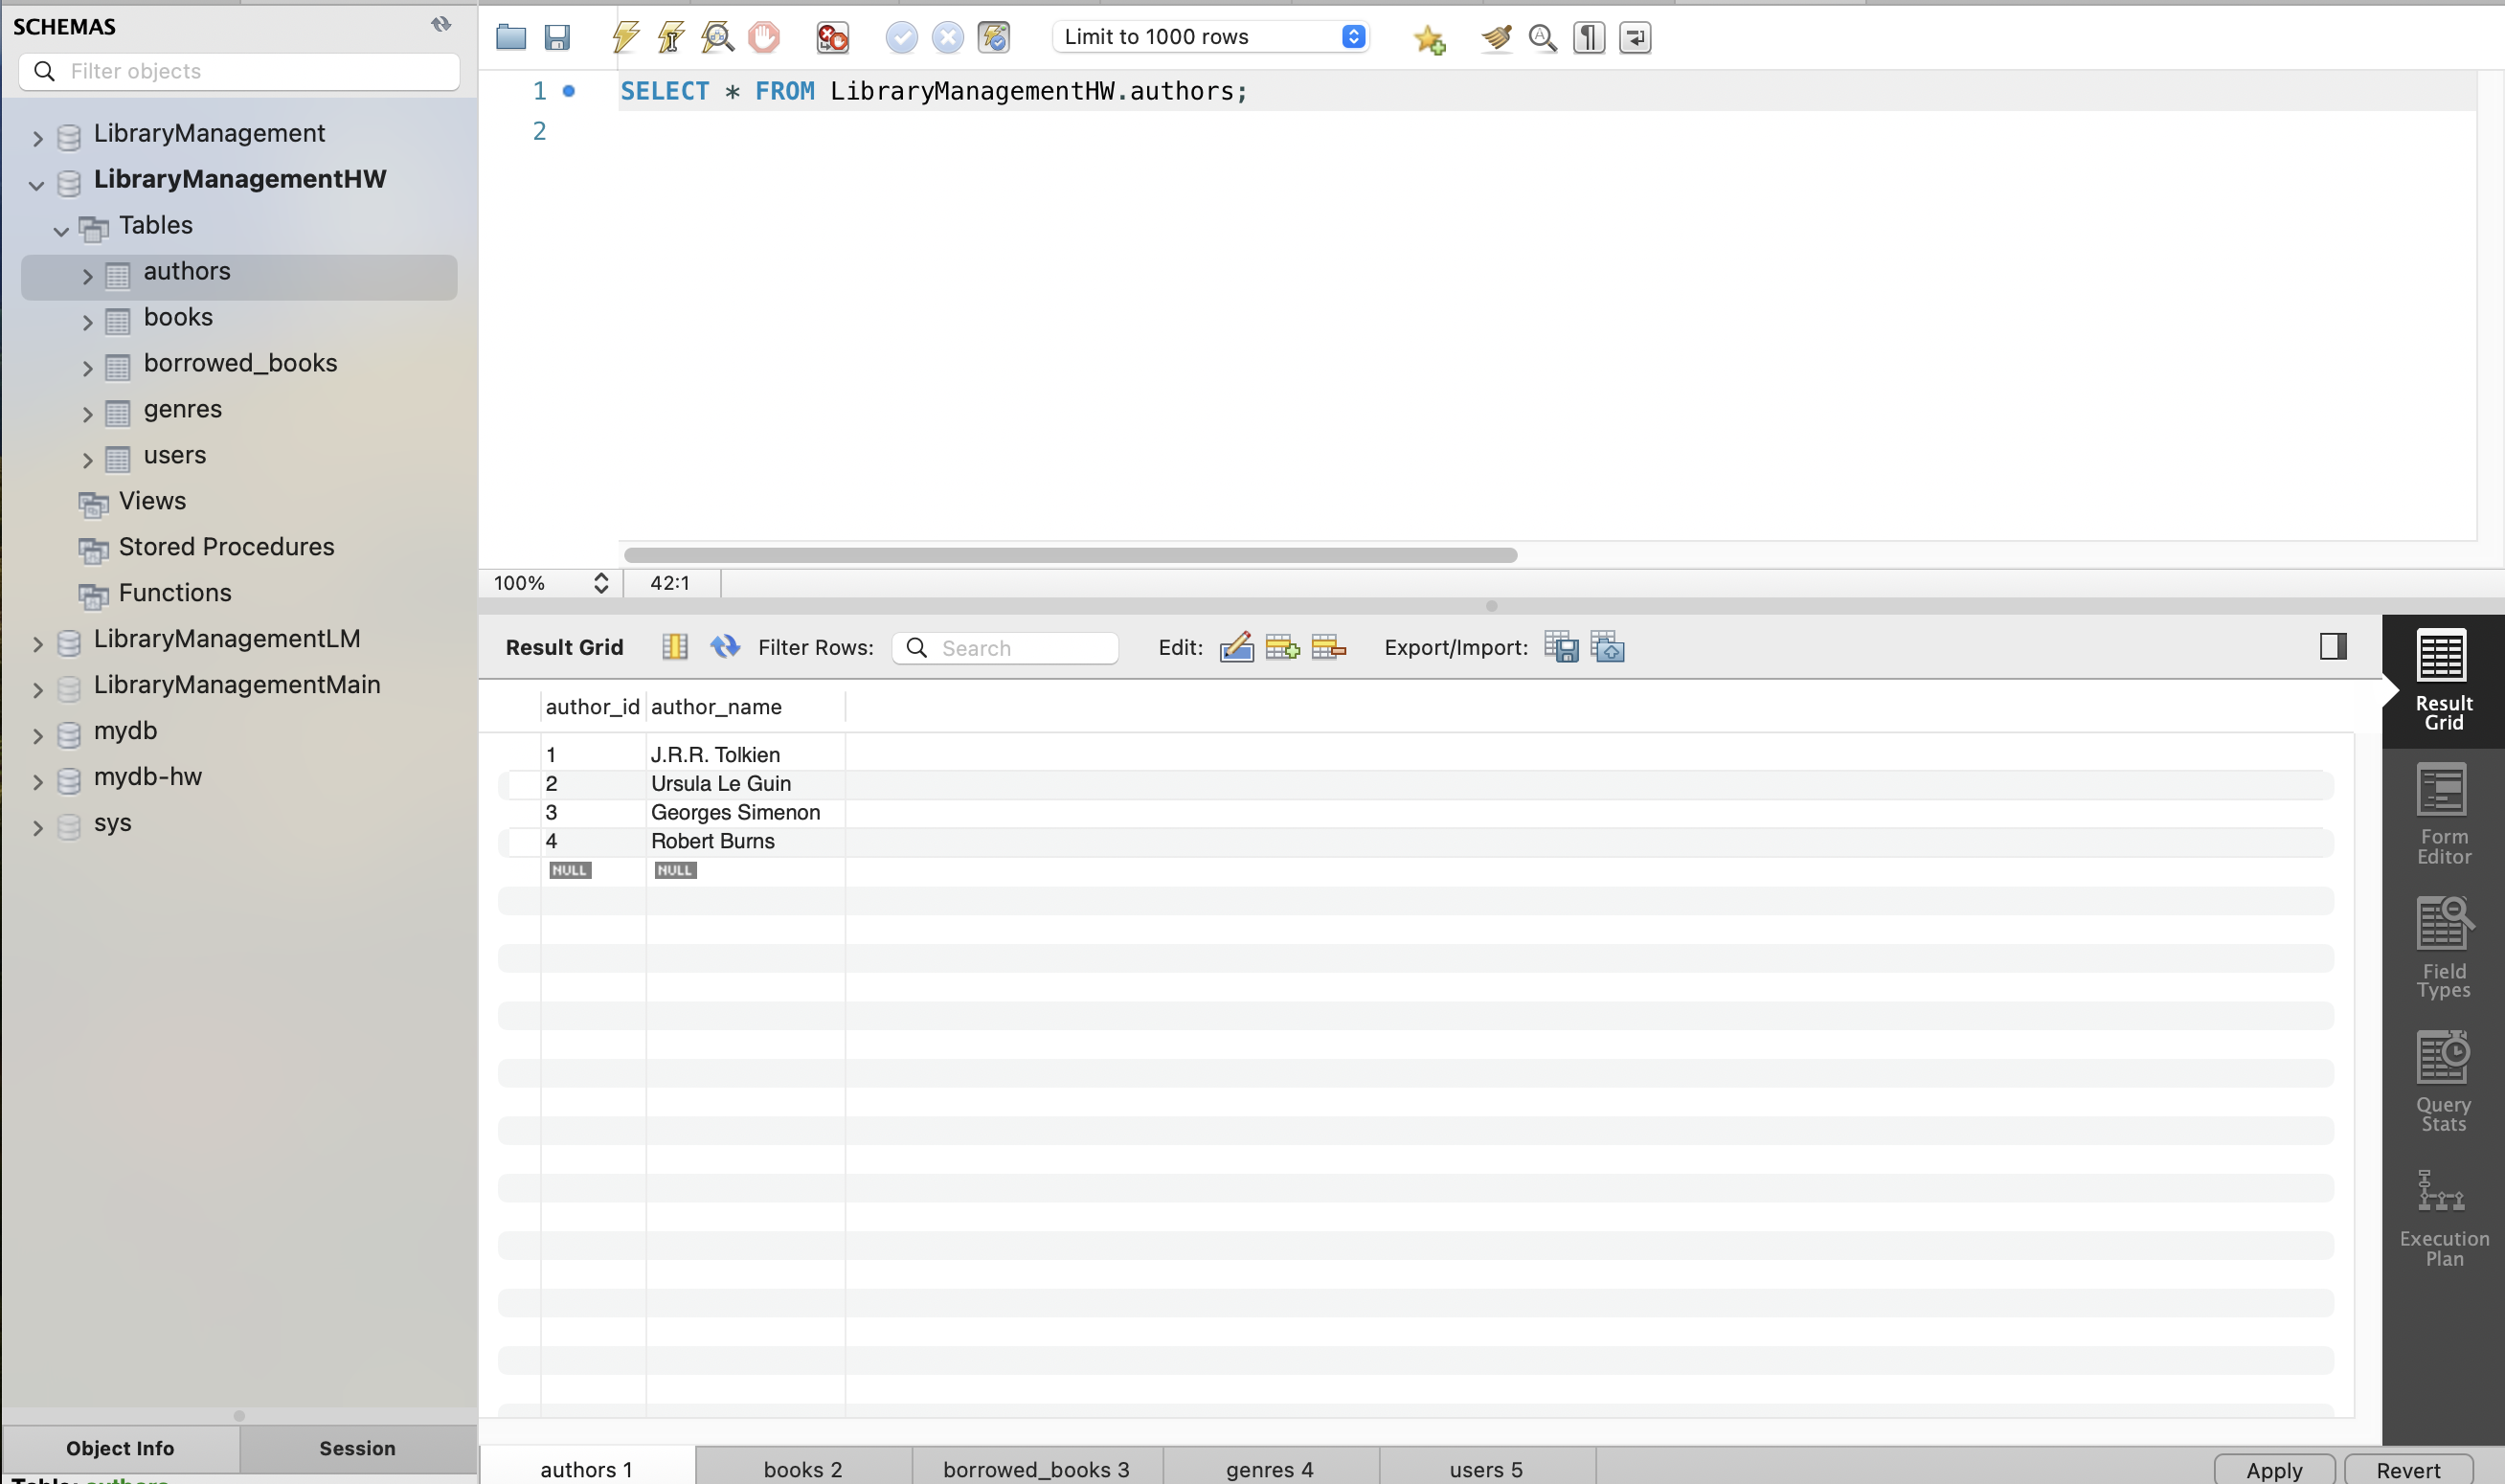 SCHEMAS
Filter objects
LibraryManagement
LibraryManagementHW
Tables
authors
books
borrowed_books
genres
users
Views
Stored Procedures
Functions
LibraryManagementLM
LibraryManagementMain
mydb
mydb-hw
sys
Object Info Session
Table: authors
Limit to 1000 rows
1 SELECT * FROM LibraryManagementHW.authors;
2
100% 42:1
Result Grid Filter Rows: Search Edit: Export/Import:
author_id author_name
1 J.R.R. Tolkien
2 Ursula Le Guin
3 Georges Simenon
4 Robert Burns
NULL NULL
Result
Grid
Form
Editor
Field
Types
Query
Stats
Execution
Plan
authors 1 books 2 borrowed_books 3 genres 4 users 5 Apply Revert